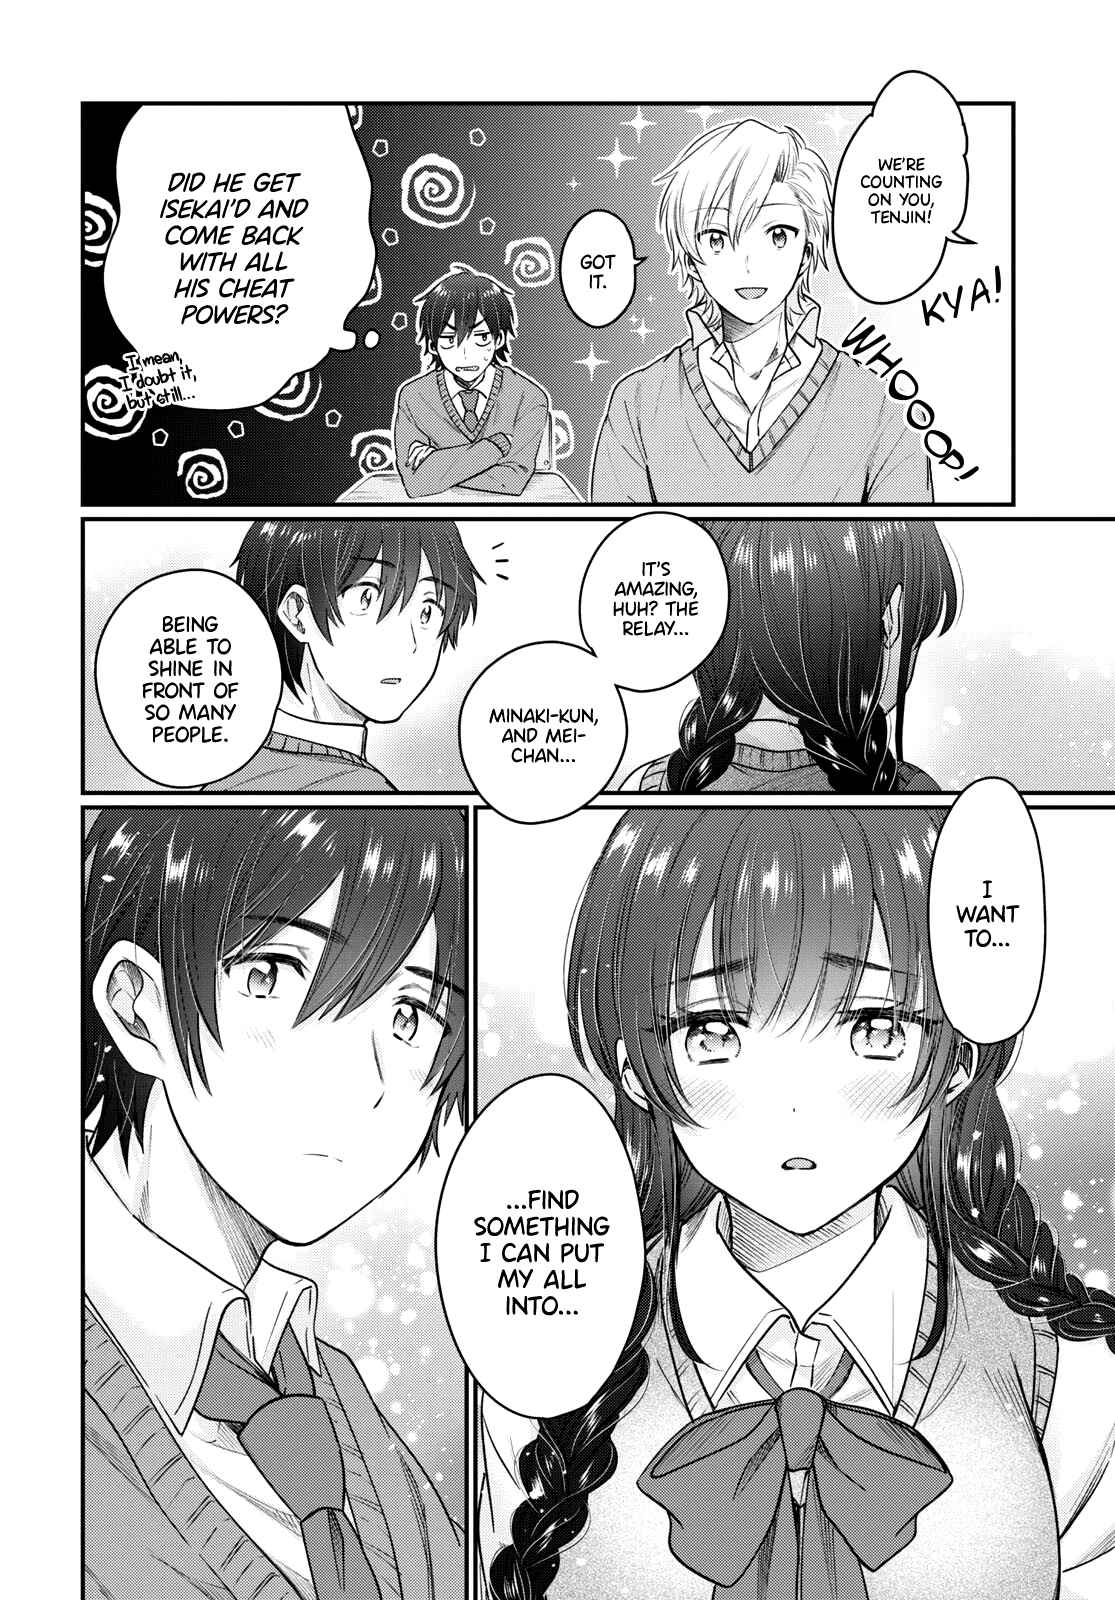 WE'RE
COUNTING
ON YOU,
TENJIN!
KYA!
WHOOOP!
GOT
IT.
DID HE GET
ISEKAI'D AND
COME BACK
WITH ALL
HIS CHEAT
POWERS?
I mean,
I doubt it,
but still...
IT'S
AMAZING,
HUH? THE
RELAY...
MINAKI-KUN,
AND MEI-
CHAN...
BEING
ABLE TO
SHINE IN
FRONT OF
SO MANY
PEOPLE.
I
WANT
TO...
...FIND
SOMETHING
I CAN PUT
MY ALL
INTO...